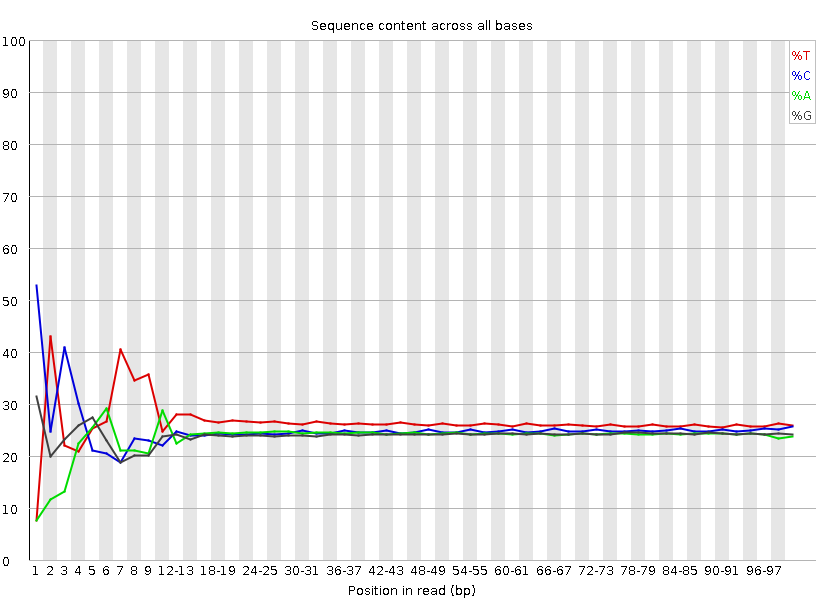 Sequence content across all bases
100
90
80
70
60
50
40
30
20
10
0
%T
%C
%A
%G
1 2 3 4 5 6 7 8 9 12-13 18-19 24-25 30-31 36-37 42-43 48-49 54-55 60-61 66-67 72-73 78-79 84-85 90-91 96-97
Position in read (bp)